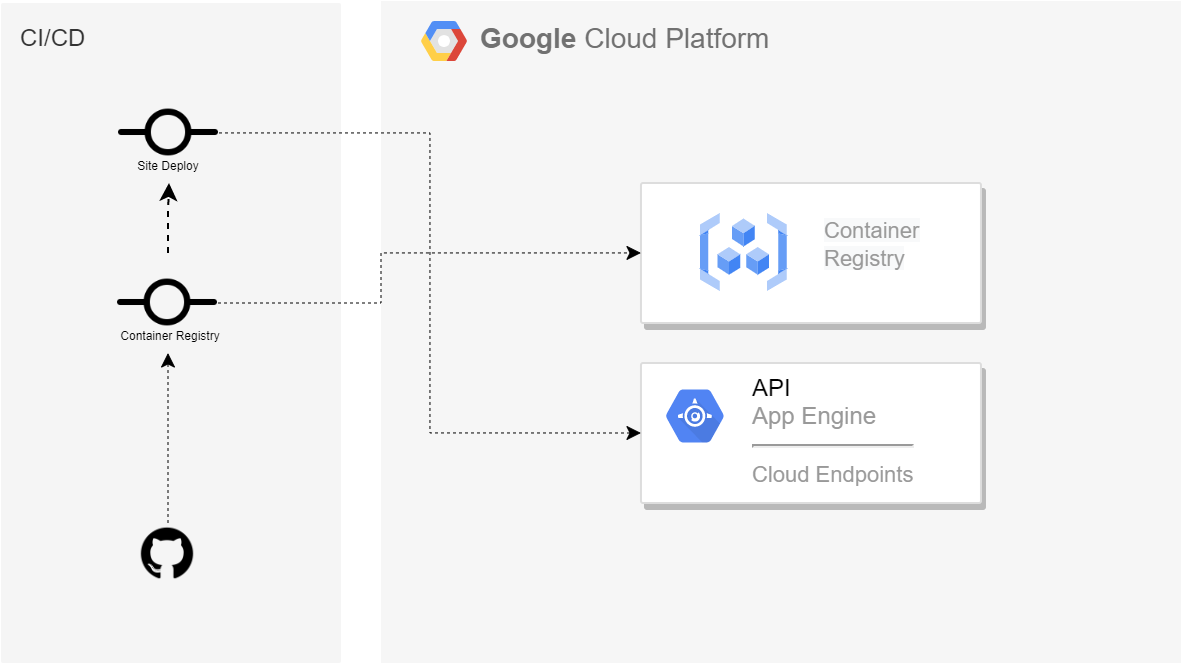 CI/CD
Site Deploy
Container Registry
Google Cloud Platform
Container
Registry
API
App Engine
Cloud Endpoints